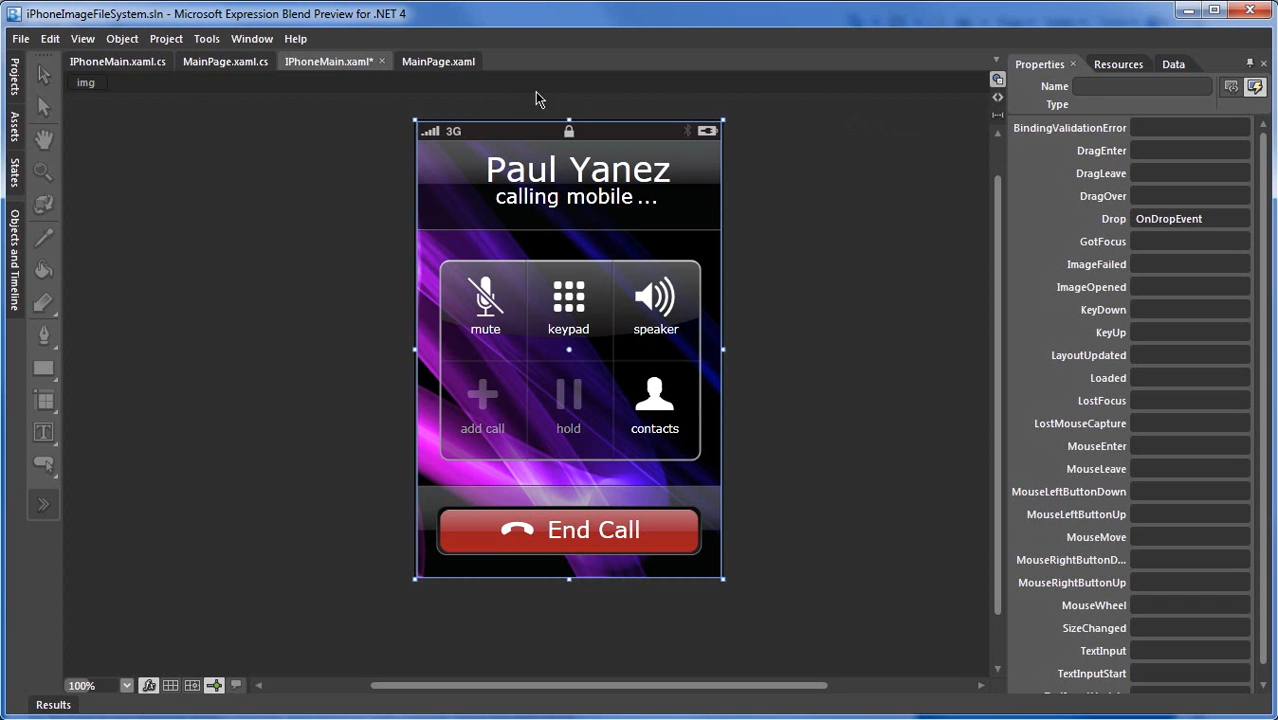 iPhoneImageFileSystem.sln - Microsoft Expression Blend Preview for .NET 4
File Edit View Object Project Tools Window Help
IPhoneMain.xaml.cs MainPage.xaml.cs IPhoneMain.xaml* MainPage.xaml
Properties Resources Data
img
Name
Type
Projects
Assets
States
Objects and Timeline
3G
Paul Yanez
calling mobile ...
mute keypad speaker
add call hold contacts
End Call
BindingValidationError
DragEnter
DragLeave
DragOver
Drop OnDropEvent
GotFocus
ImageFailed
ImageOpened
KeyDown
KeyUp
LayoutUpdated
Loaded
LostFocus
LostMouseCapture
MouseEnter
MouseLeave
MouseLeftButtonDown
MouseLeftButtonUp
MouseMove
MouseRightButtonD...
MouseRightButtonUp
MouseWheel
SizeChanged
TextInput
TextInputStart
100%
Results